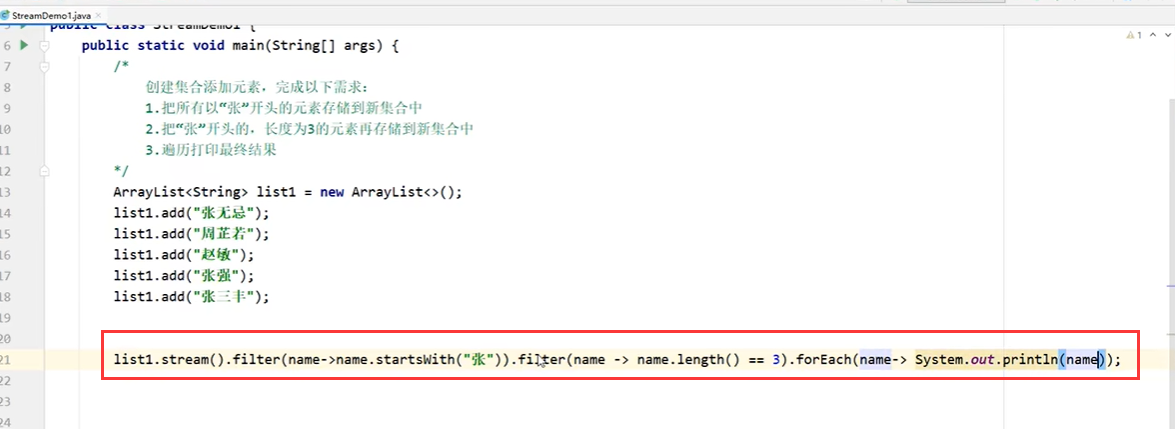 StreamDemo1.java
public class StreamDemo1 {
6 public static void main(String[] args) {
7 /*
8 创建集合添加元素，完成以下需求：
9 1.把所有以“张”开头的元素存储到新集合中
10 2.把“张”开头的，长度为3的元素再存储到新集合中
11 3.遍历打印最终结果
12 */
13 ArrayList<String> list1 = new ArrayList<>();
14 list1.add("张无忌");
15 list1.add("周芷若");
16 list1.add("赵敏");
17 list1.add("张强");
18 list1.add("张三丰");
19
20
21 list1.stream().filter(name->name.startsWith("张")).filter(name -> name.length() == 3).forEach(name-> System.out.println(name));
22
23
24
1